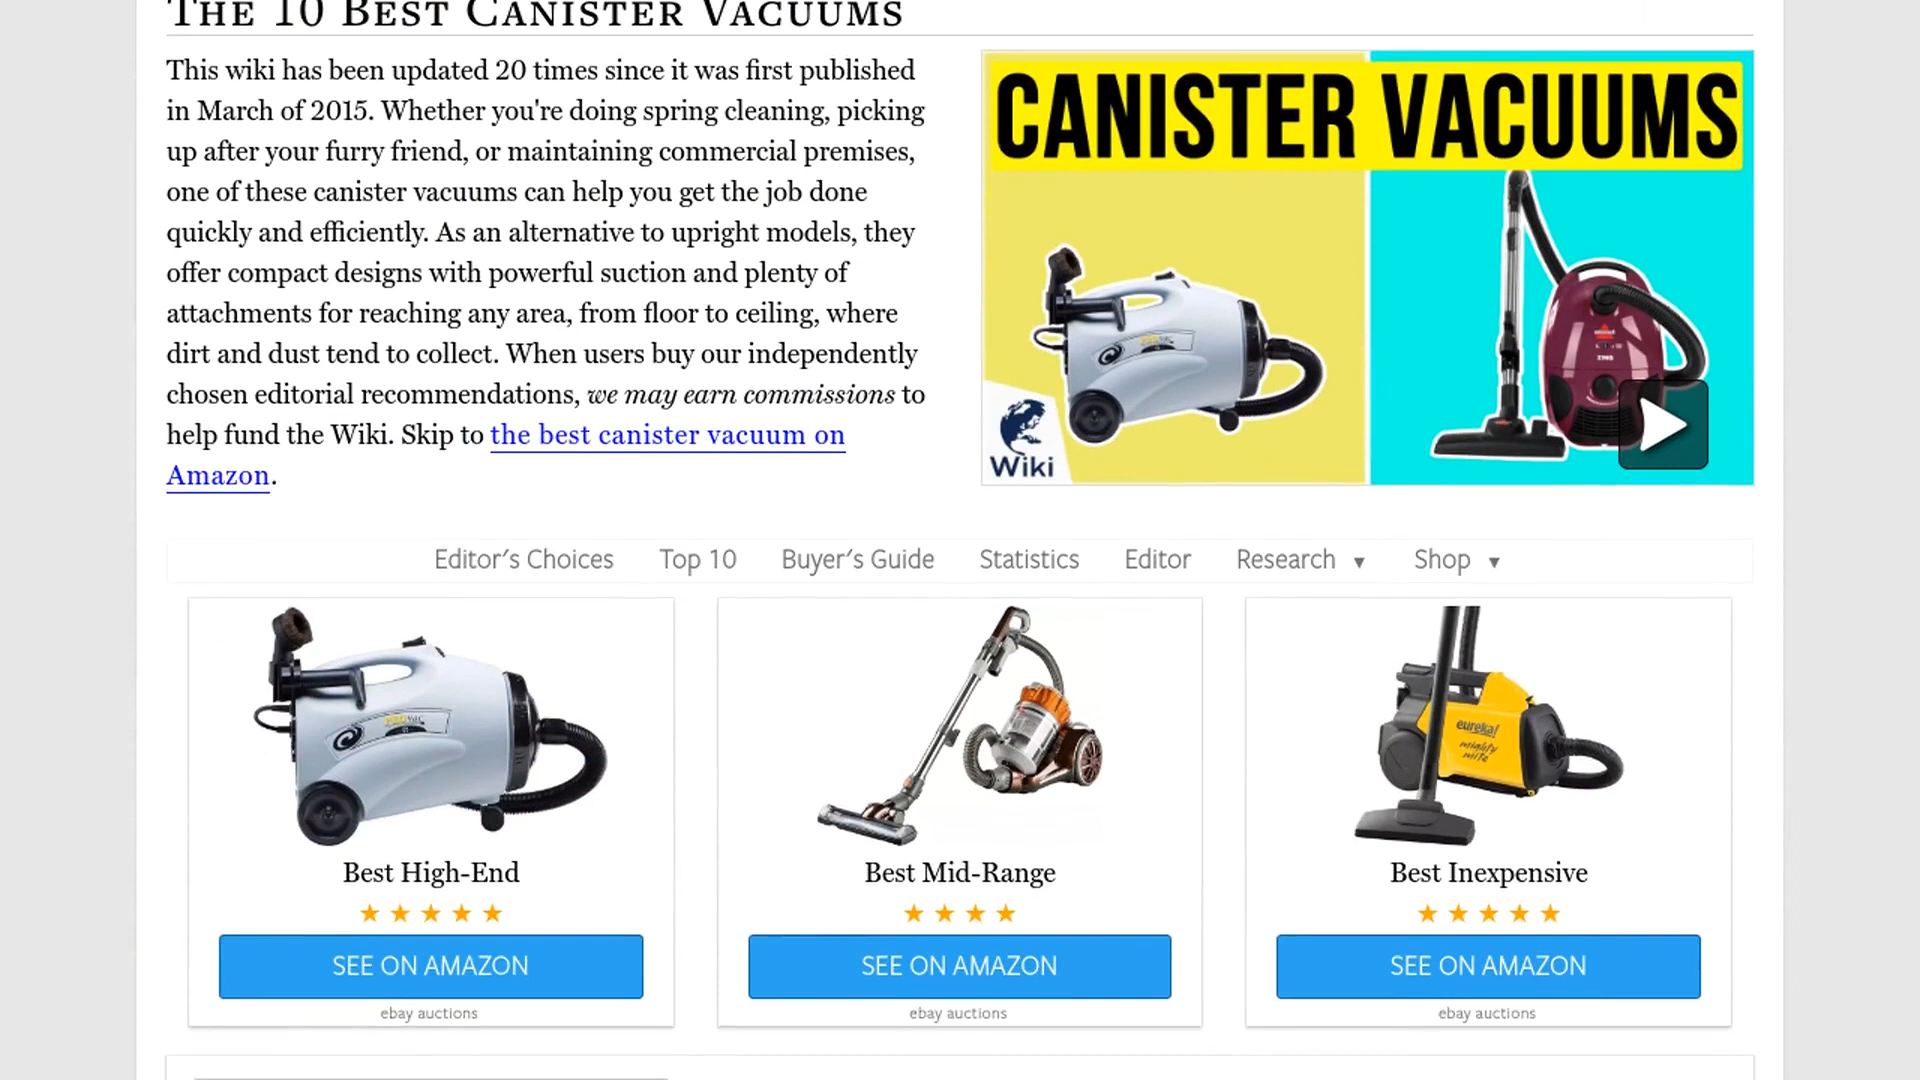 THE 10 BEST CANISTER VACUUMS
This wiki has been updated 20 times since it was first published
in March of 2015. Whether you're doing spring cleaning, picking
up after your furry friend, or maintaining commercial premises,
one of these canister vacuums can help you get the job done
quickly and efficiently. As an alternative to upright models, they
offer compact designs with powerful suction and plenty of
attachments for reaching any area, from floor to ceiling, where
dirt and dust tend to collect. When users buy our independently
chosen editorial recommendations, we may earn commissions to
help fund the Wiki. Skip to the best canister vacuum on
Amazon.
CANISTER VACUUMS
Wiki
Editor's Choices Top 10 Buyer's Guide Statistics Editor Research ▼ Shop ▼
eureka!
mighty
mite
Best High-End
Best Mid-Range
Best Inexpensive
SEE ON AMAZON
SEE ON AMAZON
SEE ON AMAZON
ebay auctions
ebay auctions
ebay auctions